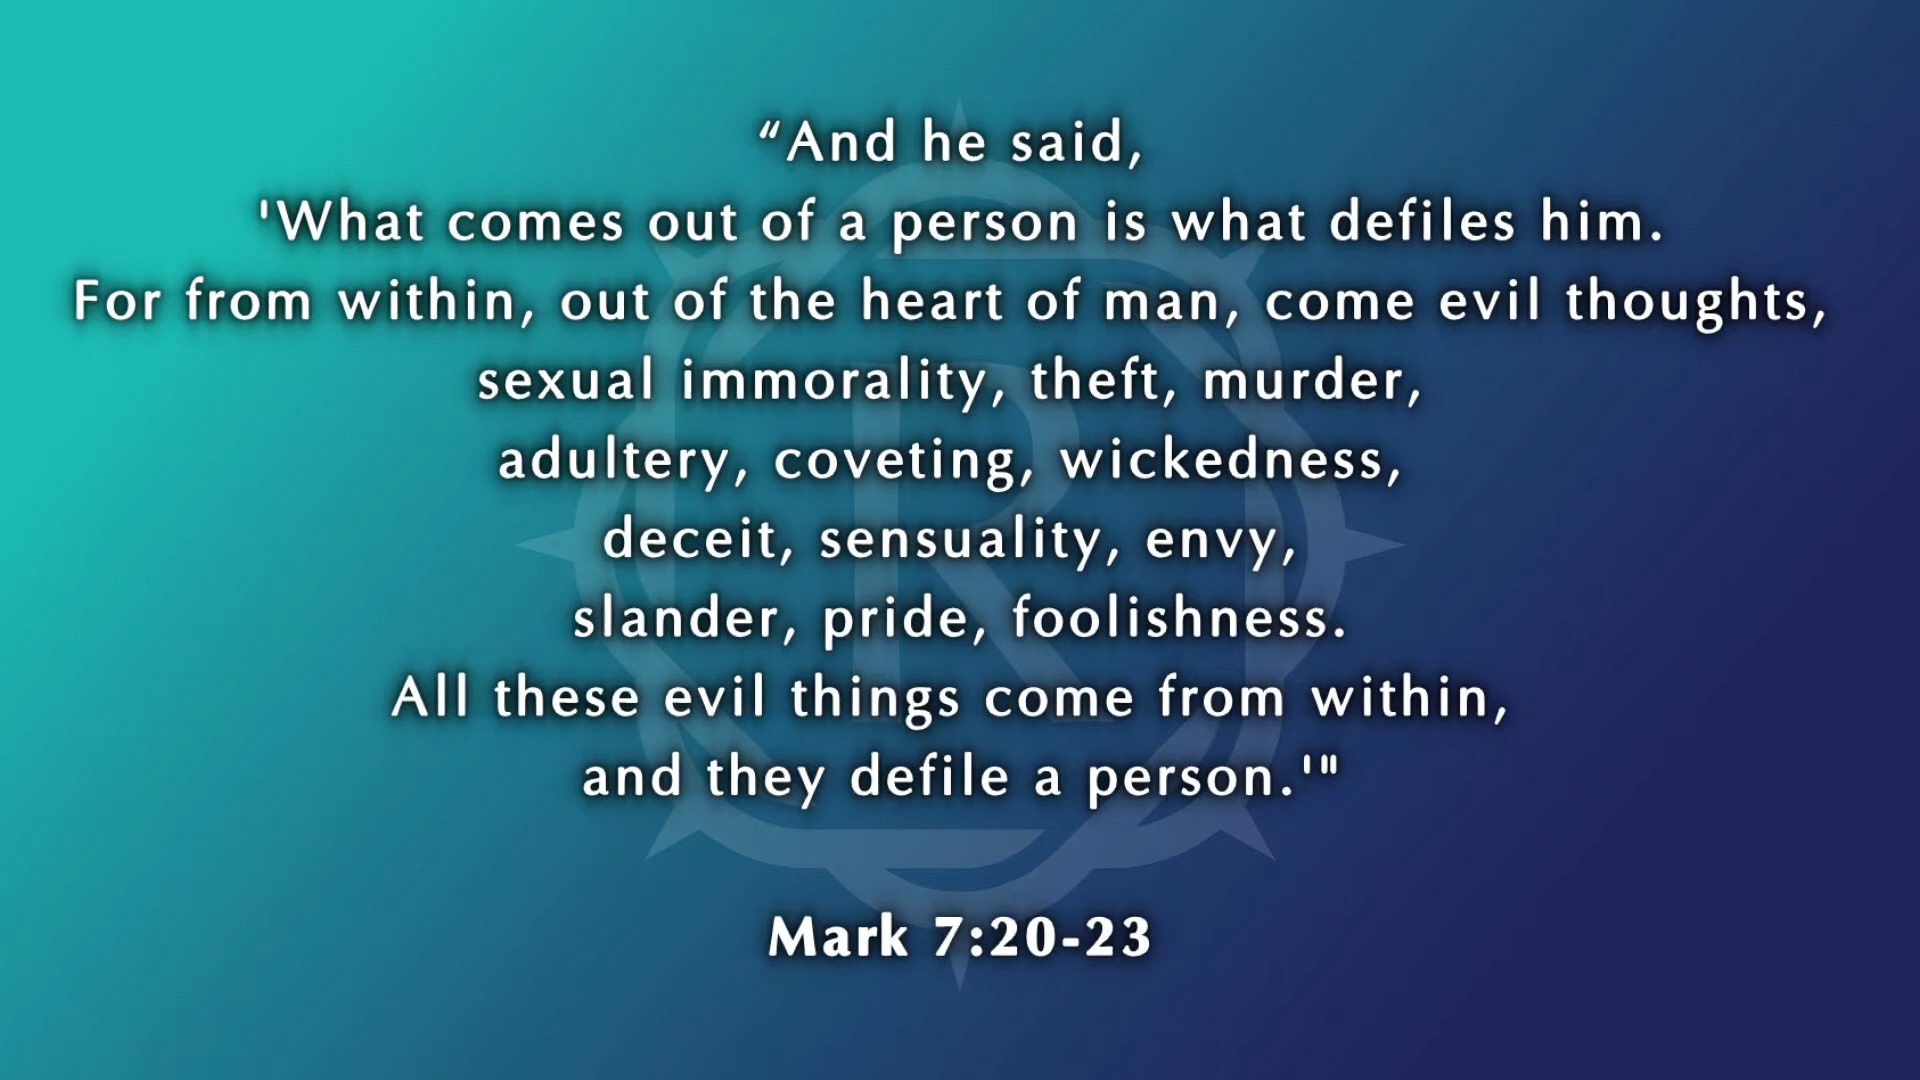 “And he said,
'What comes out of a person is what defiles him.
For from within, out of the heart of man, come evil thoughts,
sexual immorality, theft, murder,
adultery, coveting, wickedness,
deceit, sensuality, envy,
slander, pride, foolishness.
All these evil things come from within,
and they defile a person.'"
Mark 7:20-23
R